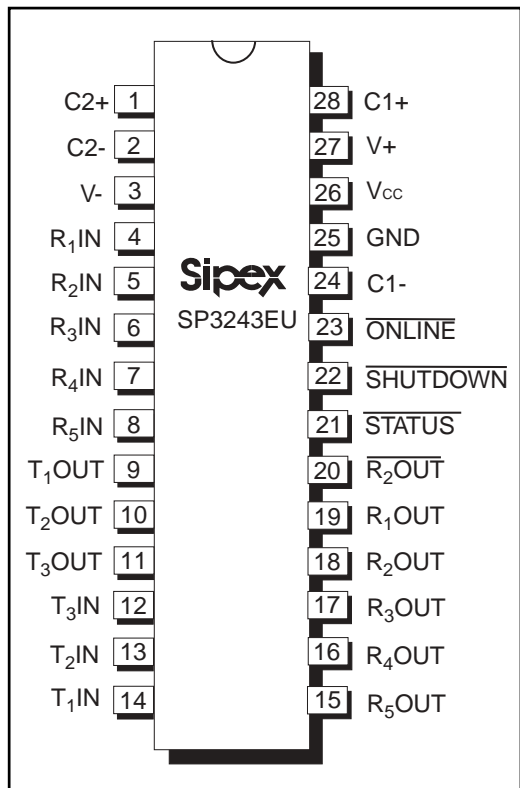 C2+ 1 28 C1+
C2- 2 27 V+
V- 3 26 VCC
R1IN 4 25 GND
R2IN 5 24 C1-
Sipex
SP3243EU
R3IN 6 23 ONLINE
R4IN 7 22 SHUTDOWN
R5IN 8 21 STATUS
T1OUT 9 20 R2OUT
T2OUT 10 19 R1OUT
T3OUT 11 18 R2OUT
T3IN 12 17 R3OUT
T2IN 13 16 R4OUT
T1IN 14 15 R5OUT